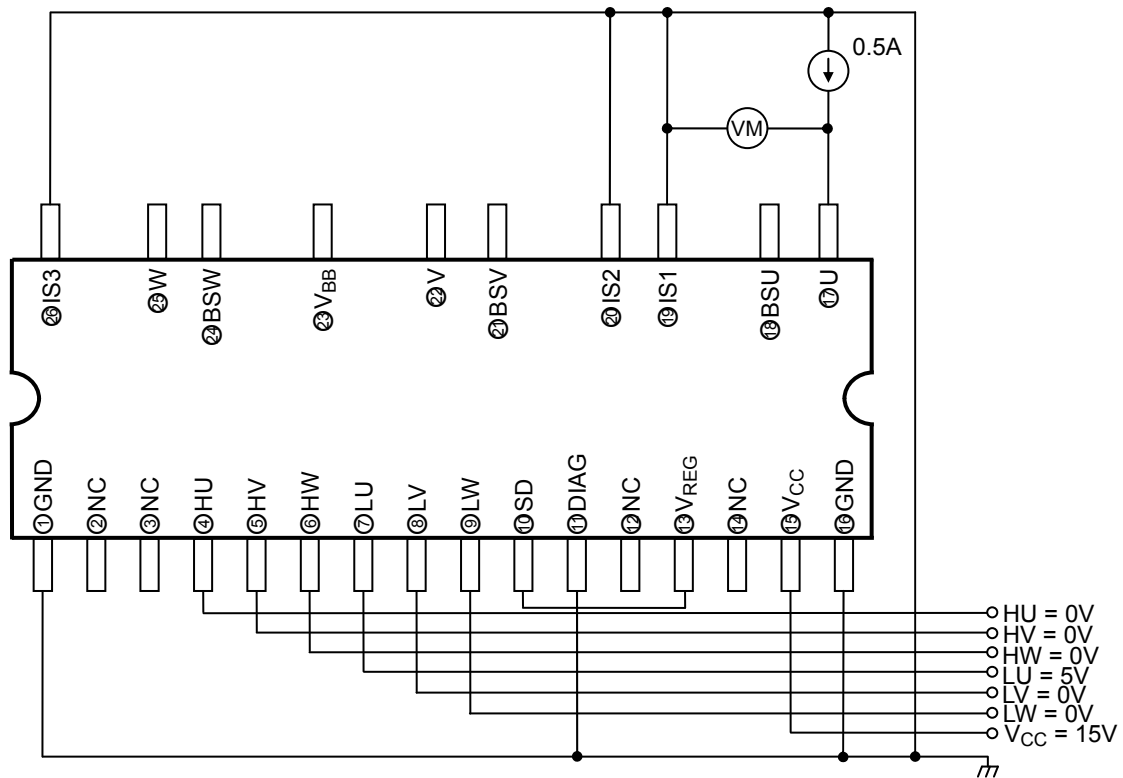 0.5A
VM
㉖IS3
㉕W
㉔BSW
㉓VBB
㉒V
㉑BSV
⑳IS2
⑲IS1
⑱BSU
⑰U
①GND
②NC
③NC
④HU
⑤HV
⑥HW
⑦LU
⑧LV
⑨LW
⑩SD
⑪DIAG
⑫NC
⑬VREG
⑭NC
⑮VCC
⑯GND
HU = 0V
HV = 0V
HW = 0V
LU = 5V
LV = 0V
LW = 0V
VCC = 15V